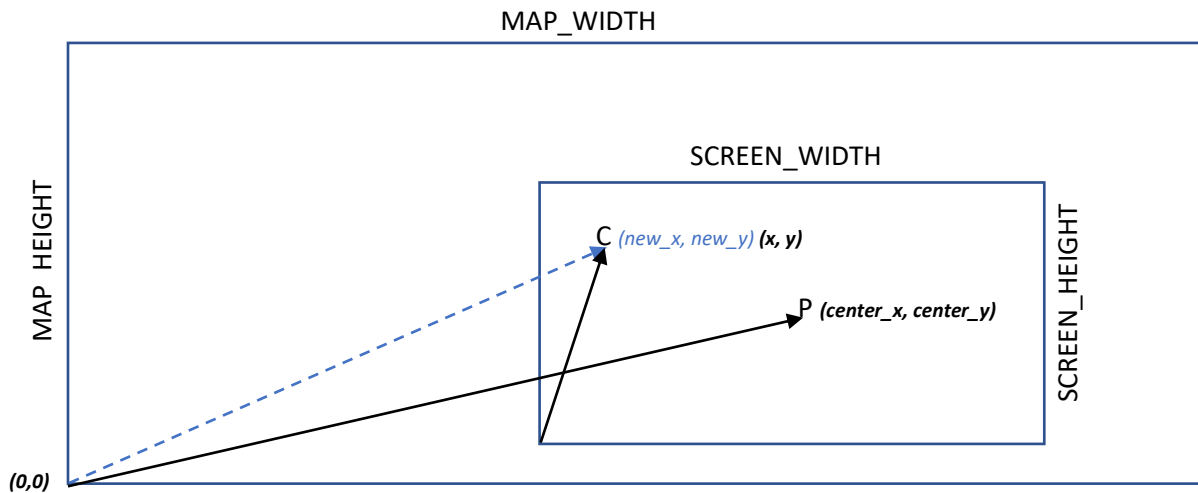 MAP_WIDTH
SCREEN_WIDTH
MAP HEIGHT
SCREEN_HEIGHT
C (new_x, new_y) (x, y)
P (center_x, center_y)
(0,0)